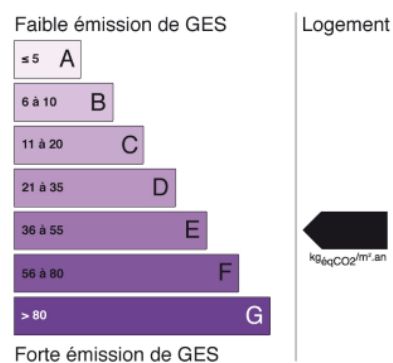 Faible émission de GES
Logement
≤ 5 A
6 à 10 B
11 à 20 C
21 à 35 D
36 à 55 E
kgéqCO2/m².an
56 à 80 F
> 80 G
Forte émission de GES